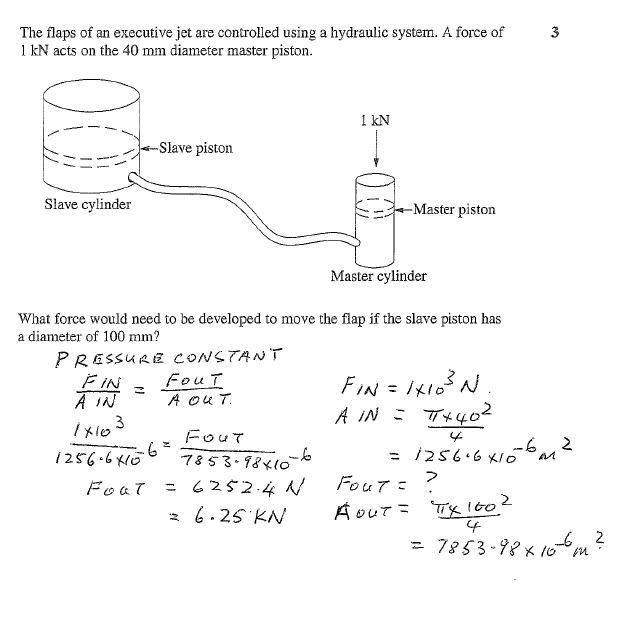 The flaps of an executive jet are controlled using a hydraulic system. A force of 3
1 kN acts on the 40 mm diameter master piston.
1 kN
Slave piston
Slave cylinder
Master piston
Master cylinder
What force would need to be developed to move the flap if the slave piston has
a diameter of 100 mm?
PRESSURE CONSTANT
F IN / A IN = F OUT / A OUT.
1×10³ / 1256.6×10⁻⁶ = F OUT / 7853.98×10⁻⁶
F OUT = 6252.4 N
= 6.25 KN
F IN = 1×10³ N.
A IN = π×40² / 4
= 1256.6×10⁻⁶ m²
F OUT = ?
A OUT = π×100² / 4
= 7853.98×10⁻⁶ m²